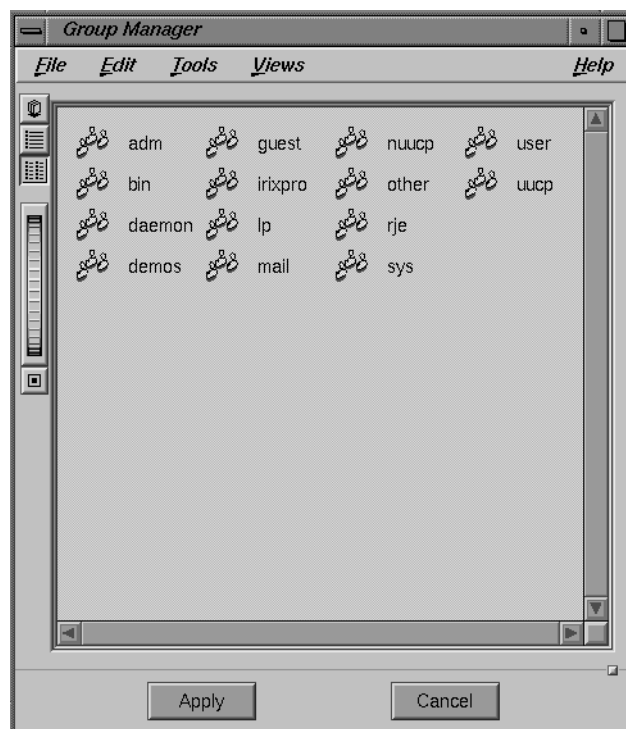 Group Manager
File Edit Tools Views Help
adm guest nuucp user
bin irixpro other uucp
daemon lp rje
demos mail sys
Apply Cancel